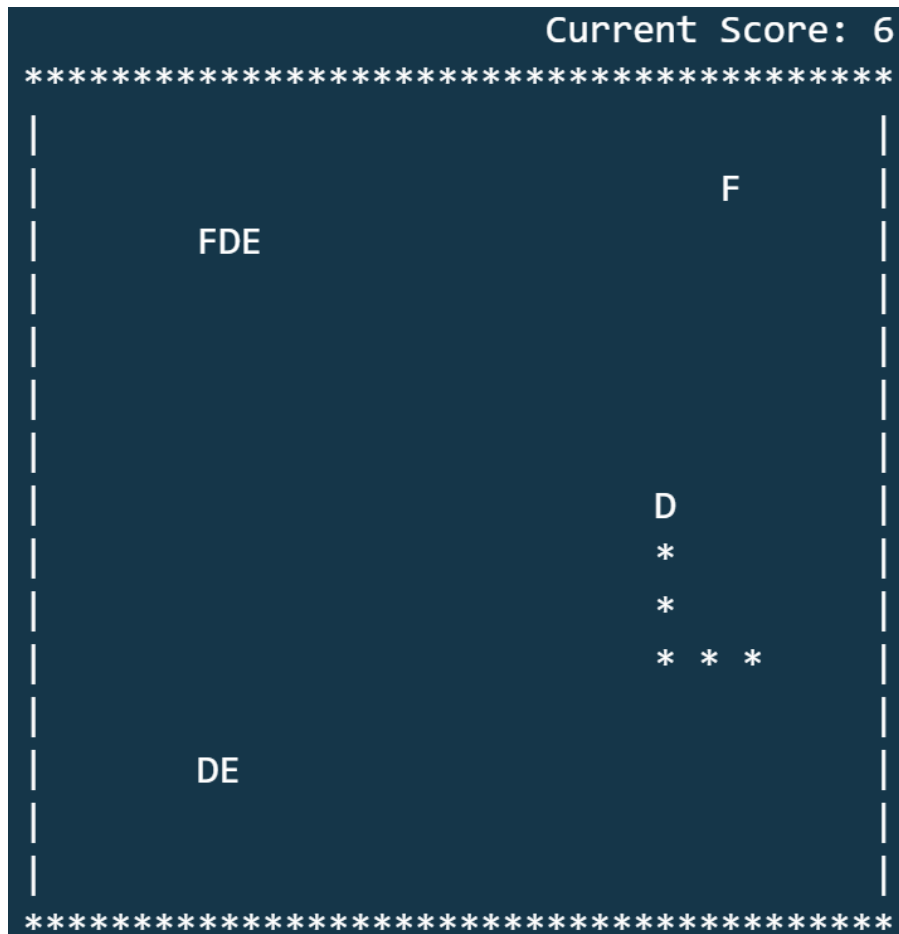 Current Score: 6
****************************************
|                                      |
|                               F      |
|       FDE                            |
|                                      |
|                                      |
|                                      |
|                                      |
|                            D         |
|                            *         |
|                            *         |
|                            * * *     |
|                                      |
|       DE                             |
|                                      |
|                                      |
****************************************